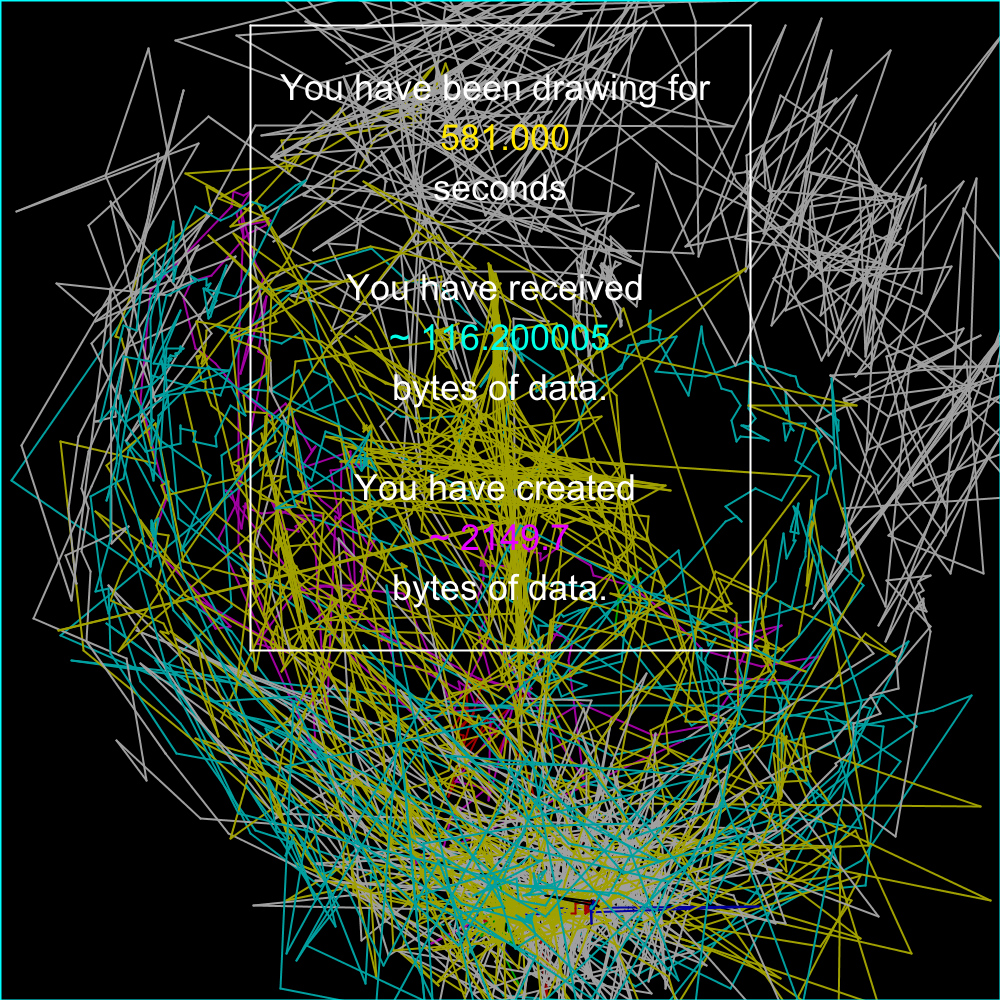 You have been drawing for
581.000
seconds
You have received
~ 116.200005
bytes of data.
You have created
~ 2149.7
bytes of data.